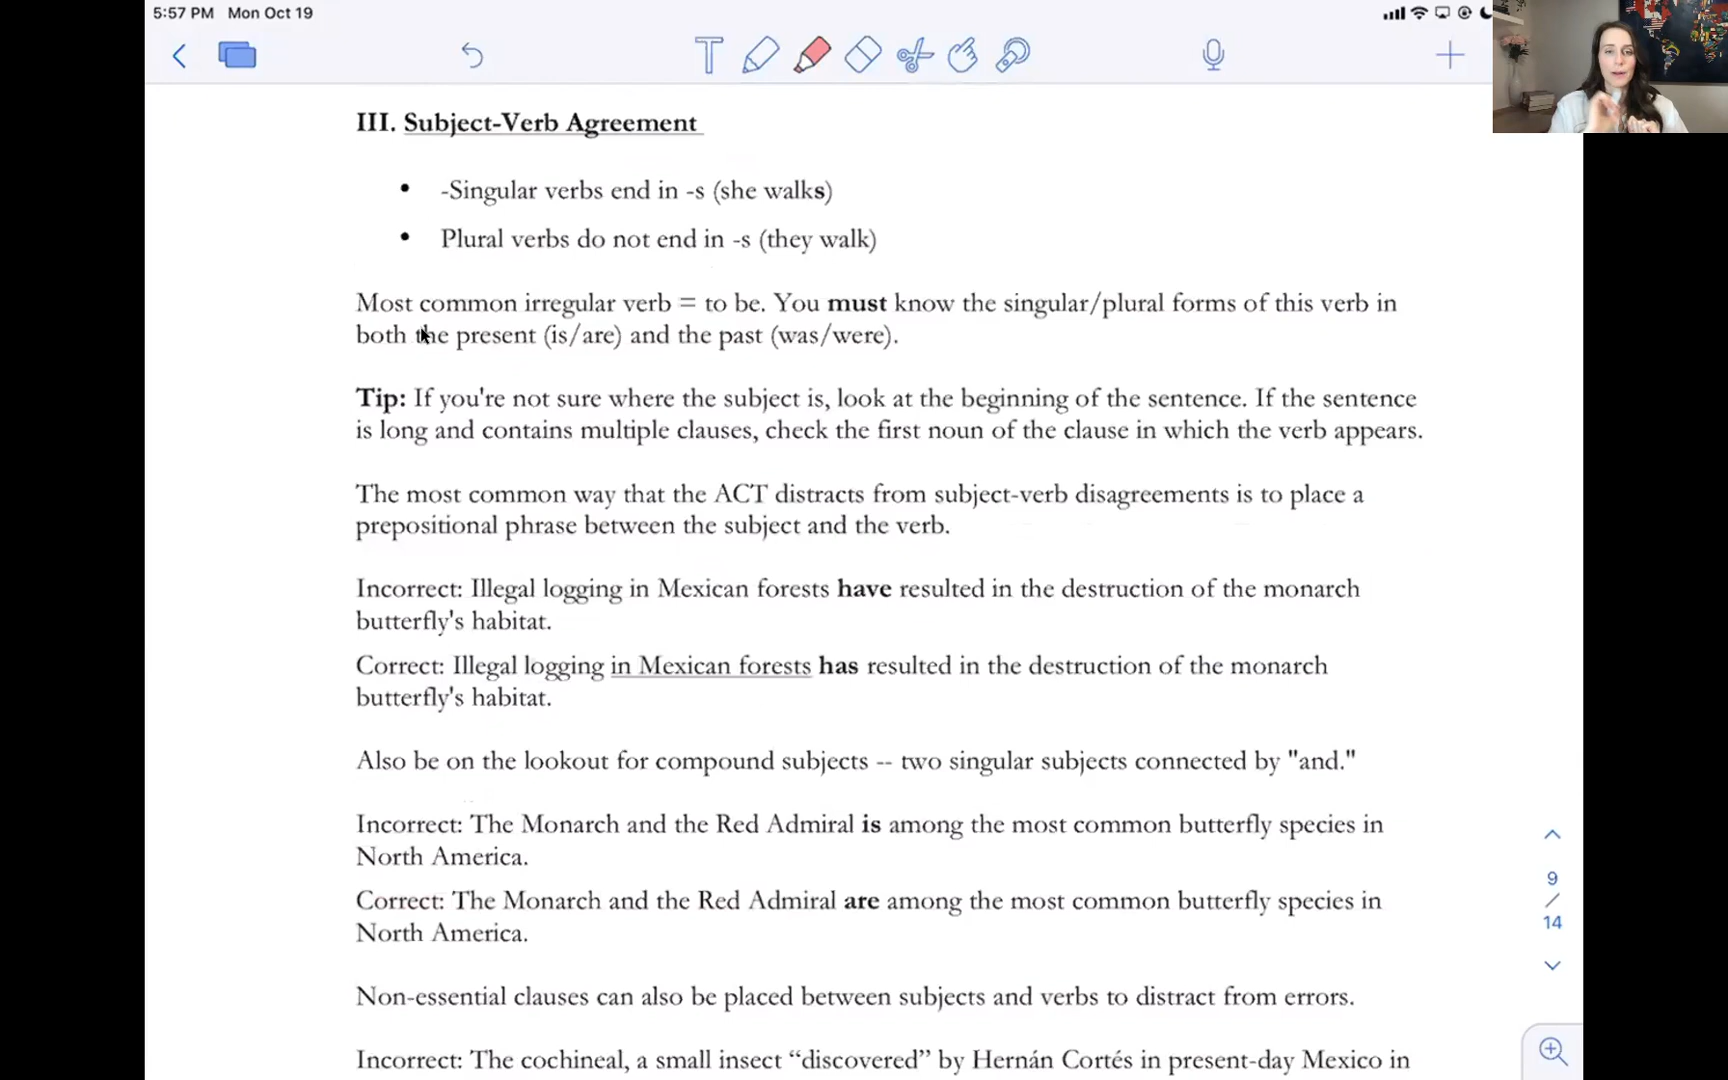 5:57 PM Mon Oct 19
III. Subject-Verb Agreement
• -Singular verbs end in -s (she walks)
• Plural verbs do not end in -s (they walk)
Most common irregular verb = to be. You must know the singular/plural forms of this verb in
both the present (is/are) and the past (was/were).
Tip: If you're not sure where the subject is, look at the beginning of the sentence. If the sentence
is long and contains multiple clauses, check the first noun of the clause in which the verb appears.
The most common way that the ACT distracts from subject-verb disagreements is to place a
prepositional phrase between the subject and the verb.
Incorrect: Illegal logging in Mexican forests have resulted in the destruction of the monarch
butterfly's habitat.
Correct: Illegal logging in Mexican forests has resulted in the destruction of the monarch
butterfly's habitat.
Also be on the lookout for compound subjects -- two singular subjects connected by "and."
Incorrect: The Monarch and the Red Admiral is among the most common butterfly species in
North America.
Correct: The Monarch and the Red Admiral are among the most common butterfly species in
North America.
Non-essential clauses can also be placed between subjects and verbs to distract from errors.
Incorrect: The cochineal, a small insect “discovered” by Hernán Cortés in present-day Mexico in
9
/
14